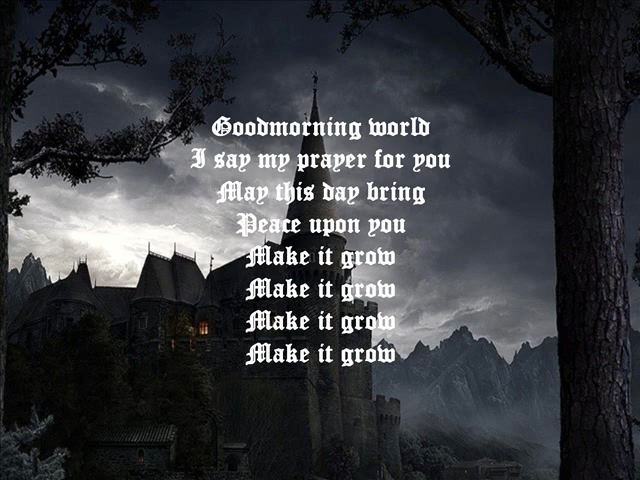 Goodmorning world
I say my prayer for you
May this day bring
Peace upon you
Make it grow
Make it grow
Make it grow
Make it grow